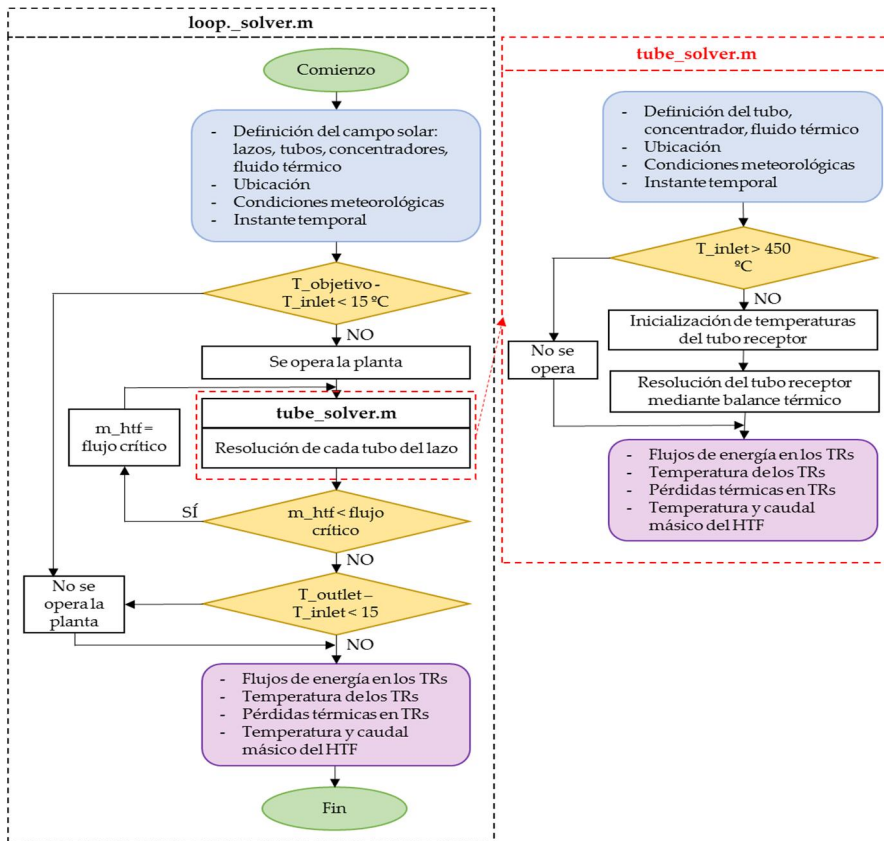 loop._solver.m
Comienzo
- Definición del campo solar:
lazos, tubos, concentradores,
fluido térmico
- Ubicación
- Condiciones meteorológicas
- Instante temporal
T_objetivo -
T_inlet < 15 ºC
NO
Se opera la planta
tube_solver.m
Resolución de cada tubo del lazo
m_htf =
flujo crítico
SÍ
m_htf < flujo
crítico
NO
T_outlet –
T_inlet < 15
No se
opera la
planta
NO
- Flujos de energía en los TRs
- Temperatura de los TRs
- Pérdidas térmicas en TRs
- Temperatura y caudal
másico del HTF
Fin
tube_solver.m
- Definición del tubo,
concentrador, fluido térmico
- Ubicación
- Condiciones meteorológicas
- Instante temporal
T_inlet > 450
ºC
NO
Inicialización de temperaturas
del tubo receptor
No se
opera
Resolución del tubo receptor
mediante balance térmico
- Flujos de energía en los TRs
- Temperatura de los TRs
- Pérdidas térmicas en TRs
- Temperatura y caudal
másico del HTF